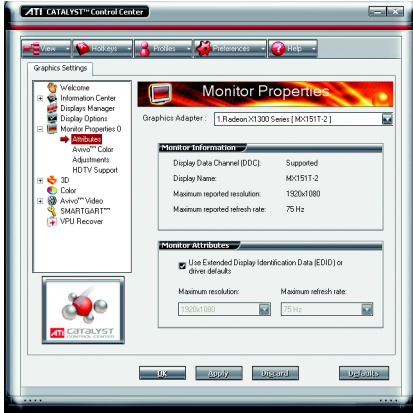 ATI CATALYST™ Control Center
View Hotkeys Profiles Preferences Help
Graphics Settings
Welcome
Information Center
Displays Manager
Display Options
Monitor Properties 0
Attributes
Avivo™ Color
Adjustments
HDTV Support
3D
Color
Avivo™ Video
SMARTGART™
VPU Recover
ATI CATALYST
CONTROL CENTER
Monitor Properties
Graphics Adapter : 1.Radeon X1300 Series [ MX151T-2 ]
Monitor Information
Display Data Channel (DDC): Supported
Display Name: MX151T-2
Maximum reported resolution: 1920x1080
Maximum reported refresh rate: 75 Hz
Monitor Attributes
Use Extended Display Identification Data (EDID) or
driver defaults
Maximum resolution: Maximum refresh rate:
1920x1080 75 Hz
OK Apply Discard Defaults